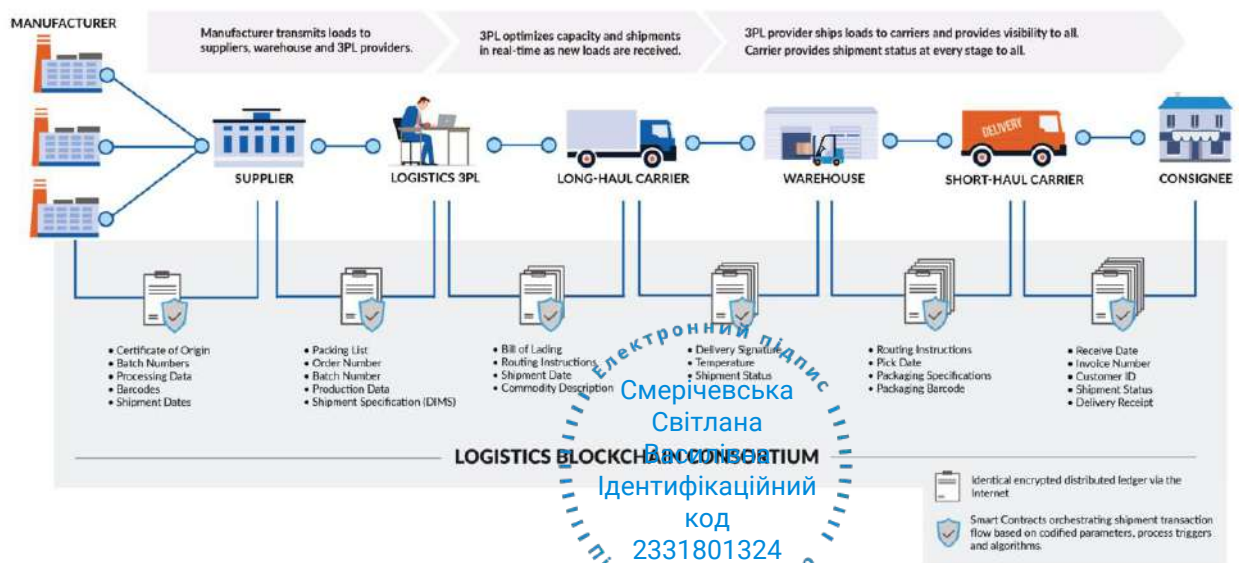 MANUFACTURER
Manufacturer transmits loads to
suppliers, warehouse and 3PL providers.
3PL optimizes capacity and shipments
in real-time as new loads are received.
3PL provider ships loads to carriers and provides visibility to all.
Carrier provides shipment status at every stage to all.
DELIVERY
SUPPLIER
LOGISTICS 3PL
LONG-HAUL CARRIER
WAREHOUSE
SHORT-HAUL CARRIER
CONSIGNEE
• Certificate of Origin
• Batch Numbers
• Processing Data
• Barcodes
• Shipment Dates
• Packing List
• Order Number
• Batch Number
• Production Data
• Shipment Specification (DIMS)
• Bill of Lading
• Routing Instructions
• Shipment Date
• Commodity Description
• Delivery Signature
• Temperature
• Shipment Status
• Routing Instructions
• Pick Date
• Packaging Specifications
• Packaging Barcode
• Receive Date
• Invoice Number
• Customer ID
• Shipment Status
• Delivery Receipt
Електронний підпис
Смерічевська
Світлана
Василівна
Ідентифікаційний
код
2331801324
LOGISTICS BLOCKCHAIN CONSORTIUM
Identical encrypted distributed ledger via the
Internet
Smart Contracts orchestrating shipment transaction
flow based on codified parameters, process triggers
and algorithms.